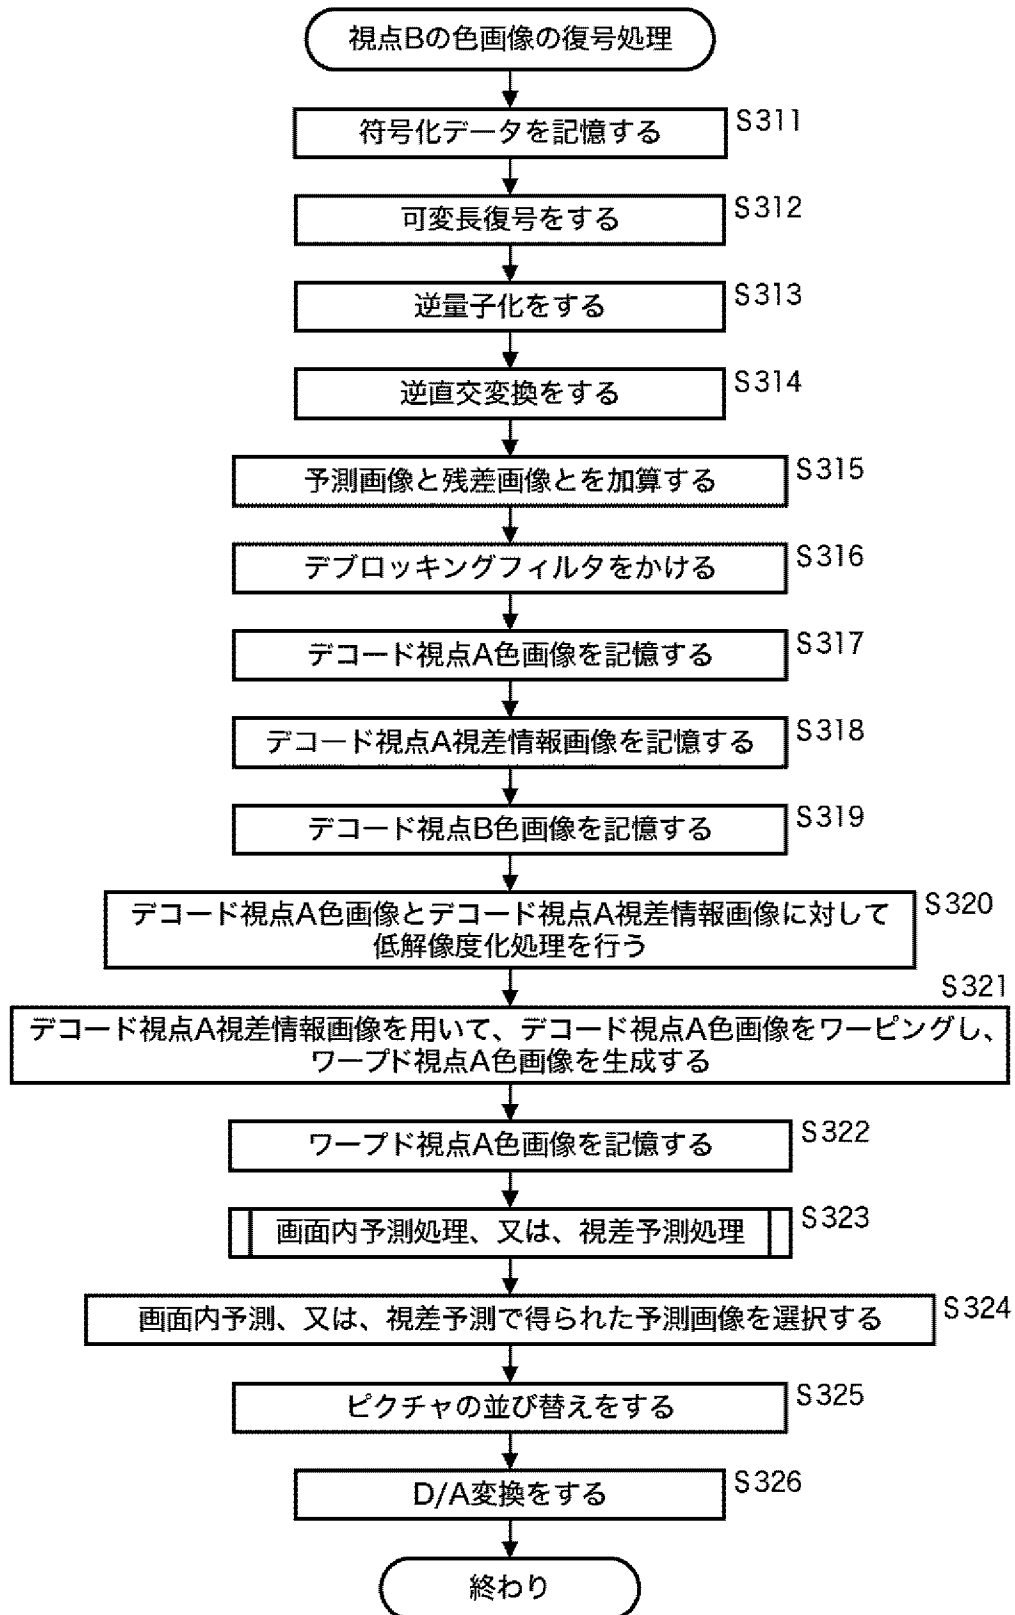 視点Bの色画像の復号処理
符号化データを記憶する
S311
可変長復号をする
S312
逆量子化をする
S313
逆直交変換をする
S314
予測画像と残差画像とを加算する
S315
デブロッキングフィルタをかける
S316
デコード視点A色画像を記憶する
S317
デコード視点A視差情報画像を記憶する
S318
デコード視点B色画像を記憶する
S319
デコード視点A色画像とデコード視点A視差情報画像に対して
低解像度化処理を行う
S320
S321
デコード視点A視差情報画像を用いて、デコード視点A色画像をワーピングし、
ワープド視点A色画像を生成する
ワープド視点A色画像を記憶する
S322
画面内予測処理、又は、視差予測処理
S323
画面内予測、又は、視差予測で得られた予測画像を選択する
S324
ピクチャの並び替えをする
S325
D/A変換をする
S326
終わり